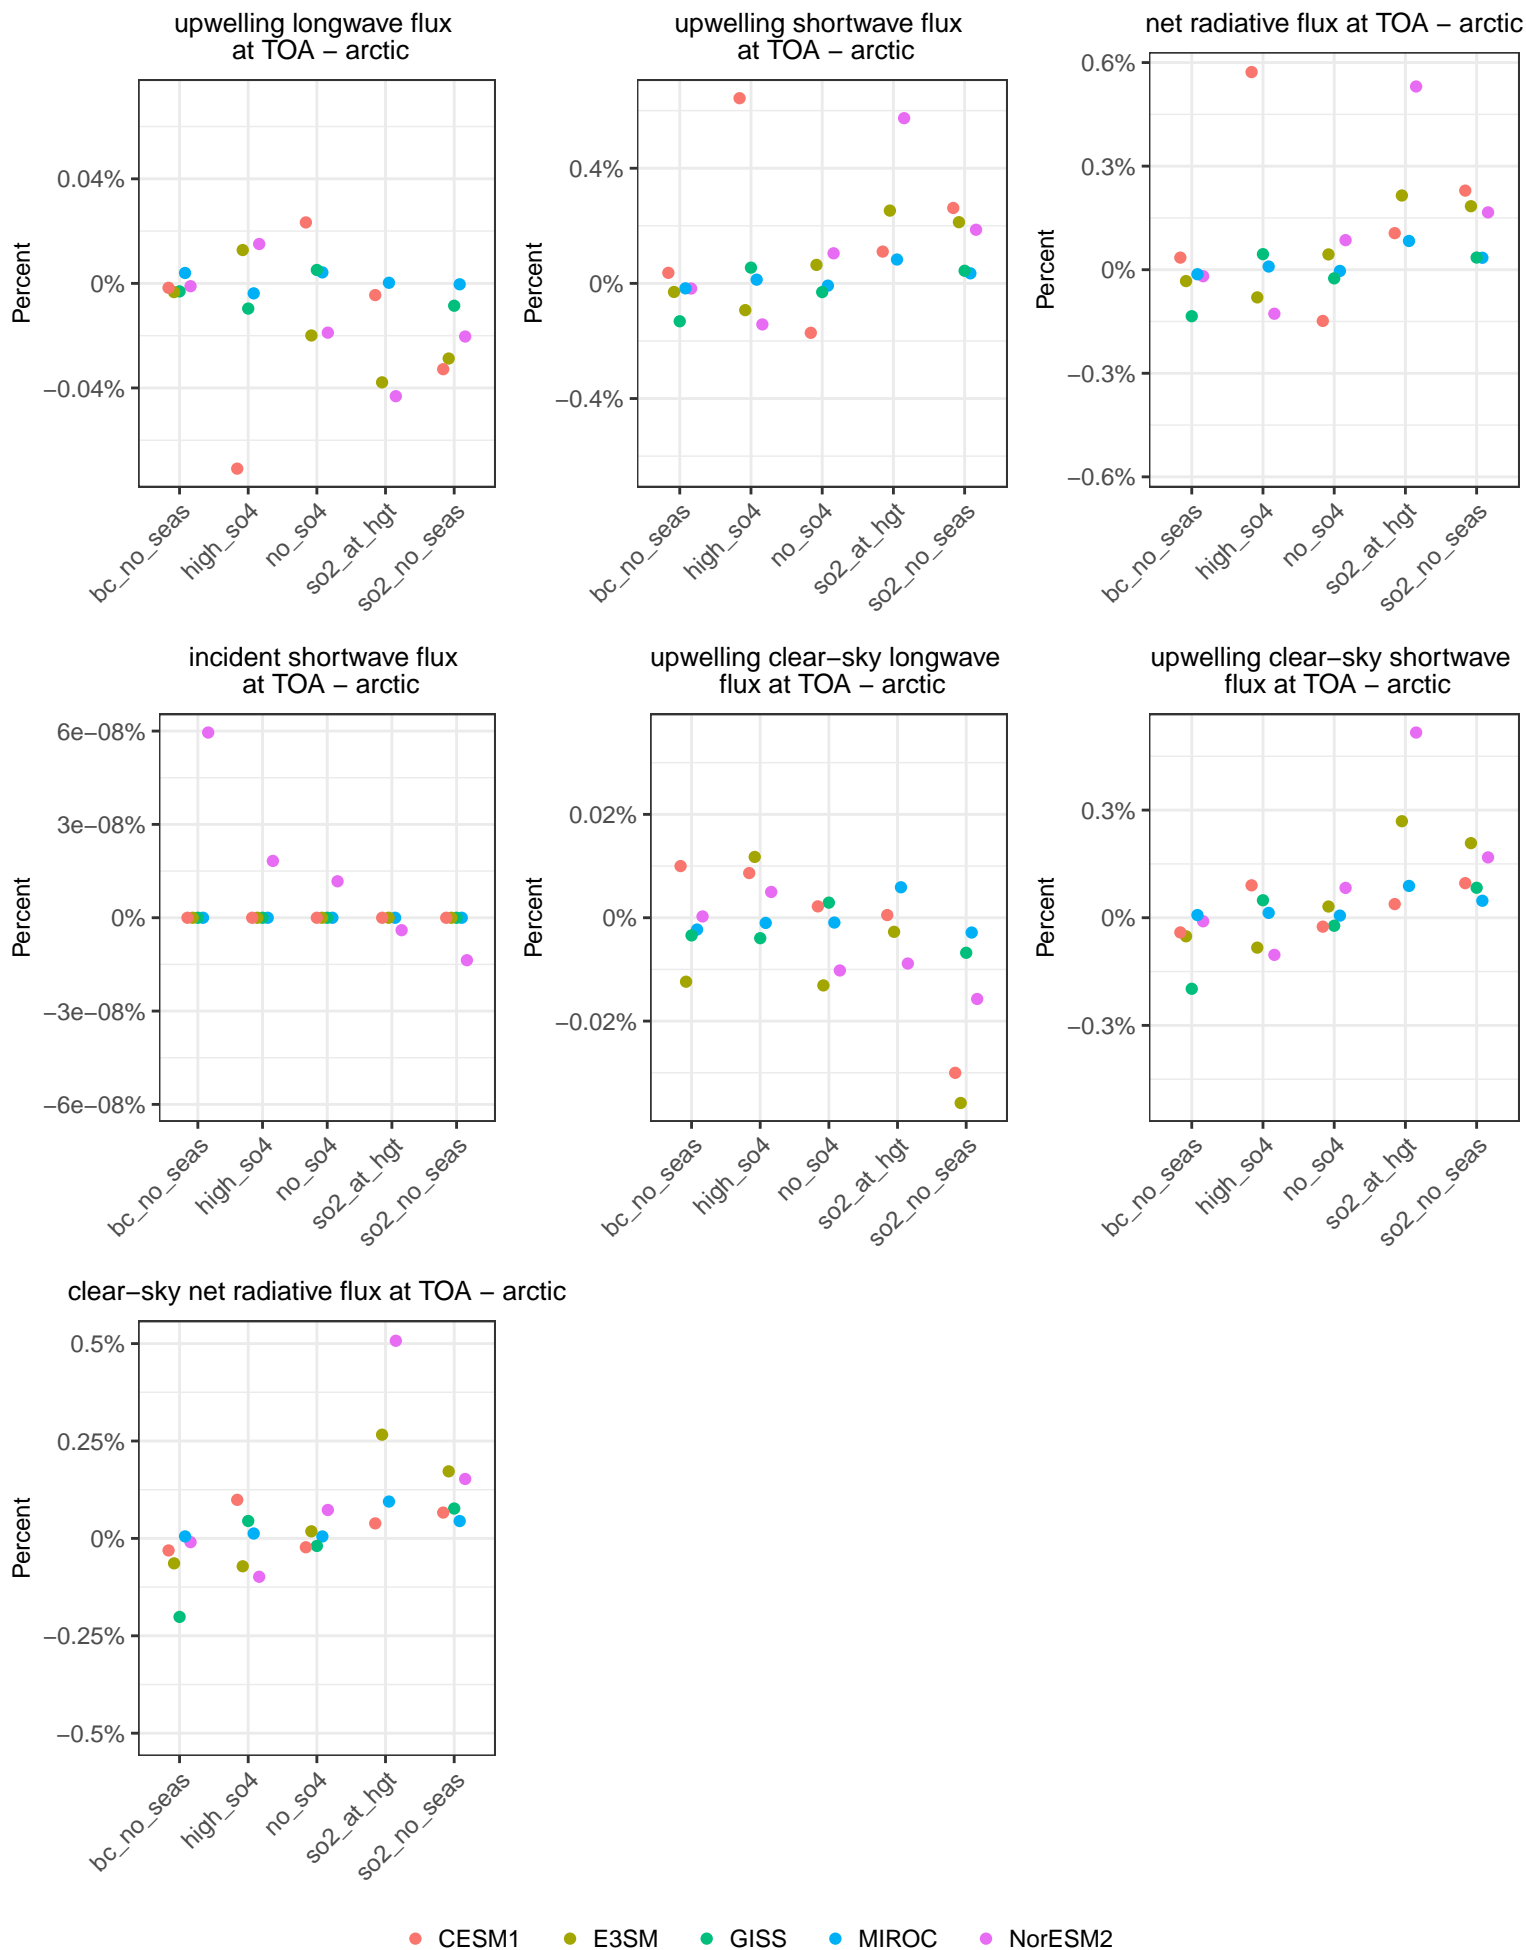 upwelling longwave flux
at TOA − arctic
Percent
0.04%
0%
−0.04%
bc_no_seas
high_so4
no_so4
so2_at_hgt
so2_no_seas
upwelling shortwave flux
at TOA − arctic
Percent
0.4%
0%
−0.4%
bc_no_seas
high_so4
no_so4
so2_at_hgt
so2_no_seas
net radiative flux at TOA − arctic
Percent
0.6%
0.3%
0%
−0.3%
−0.6%
bc_no_seas
high_so4
no_so4
so2_at_hgt
so2_no_seas
incident shortwave flux
at TOA − arctic
Percent
6e−08%
3e−08%
0%
−3e−08%
−6e−08%
bc_no_seas
high_so4
no_so4
so2_at_hgt
so2_no_seas
upwelling clear−sky longwave
flux at TOA − arctic
Percent
0.02%
0%
−0.02%
bc_no_seas
high_so4
no_so4
so2_at_hgt
so2_no_seas
upwelling clear−sky shortwave
flux at TOA − arctic
Percent
0.3%
0%
−0.3%
bc_no_seas
high_so4
no_so4
so2_at_hgt
so2_no_seas
clear−sky net radiative flux at TOA − arctic
Percent
0.5%
0.25%
0%
−0.25%
−0.5%
bc_no_seas
high_so4
no_so4
so2_at_hgt
so2_no_seas
CESM1 E3SM GISS MIROC NorESM2